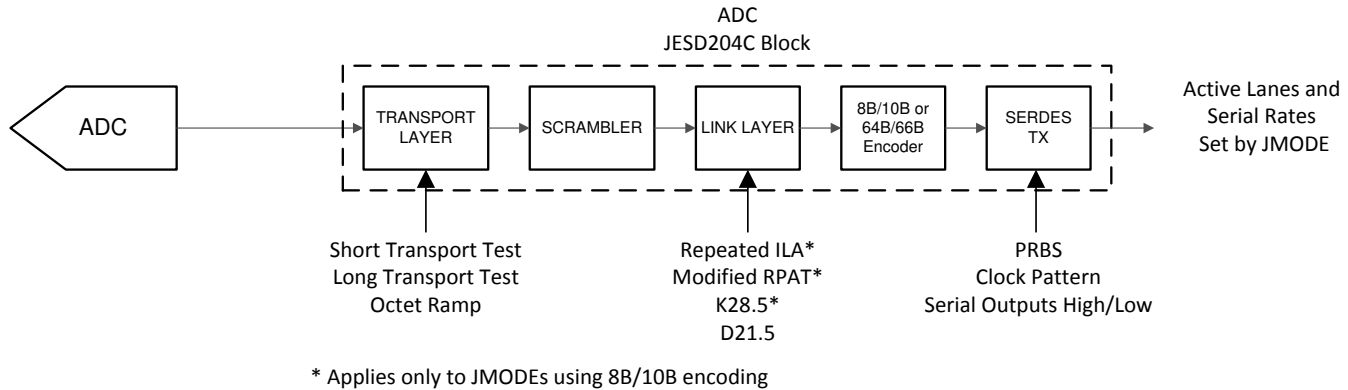 ADC
JESD204C Block
ADC
TRANSPORT
LAYER
SCRAMBLER
LINK LAYER
8B/10B or
64B/66B
Encoder
SERDES
TX
Active Lanes and
Serial Rates
Set by JMODE
Short Transport Test
Long Transport Test
Octet Ramp
Repeated ILA*
Modified RPAT*
K28.5*
D21.5
PRBS
Clock Pattern
Serial Outputs High/Low
* Applies only to JMODEs using 8B/10B encoding